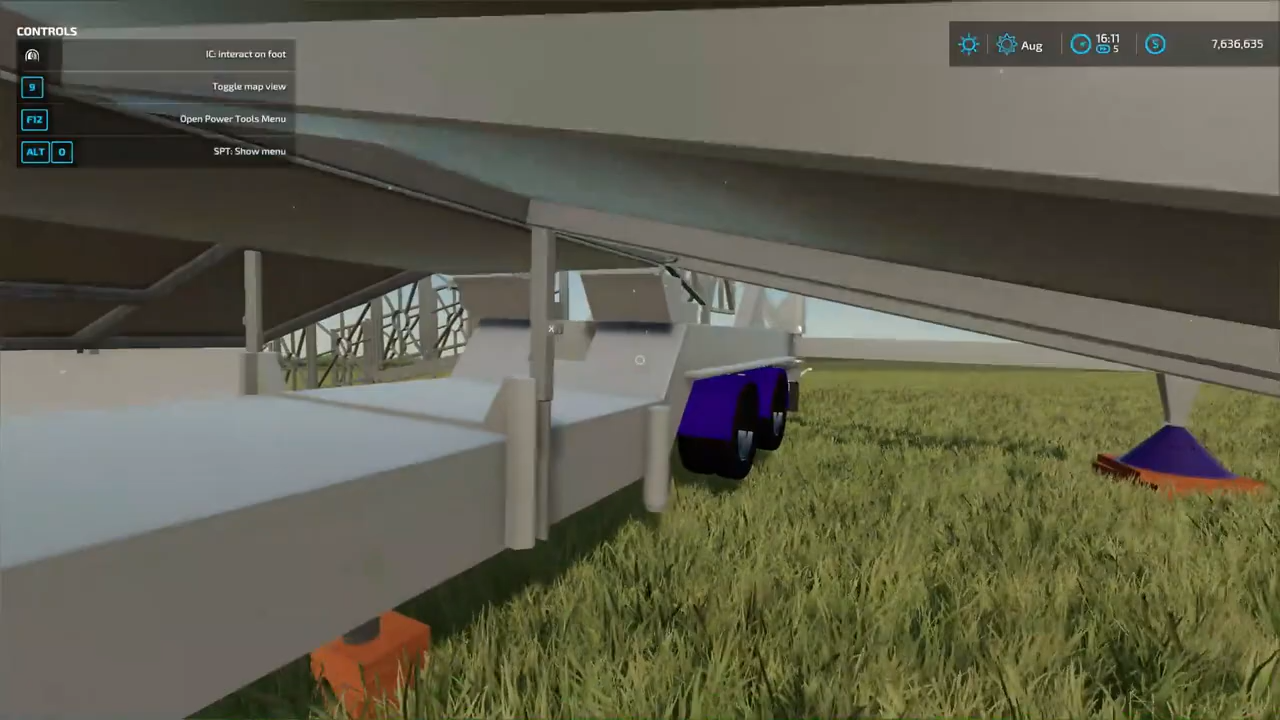 CONTROLS
IC: interact on foot
9 Toggle map view
F12 Open Power Tools Menu
ALT 0 SPT: Show menu
Aug
16:11
5
7,636,635